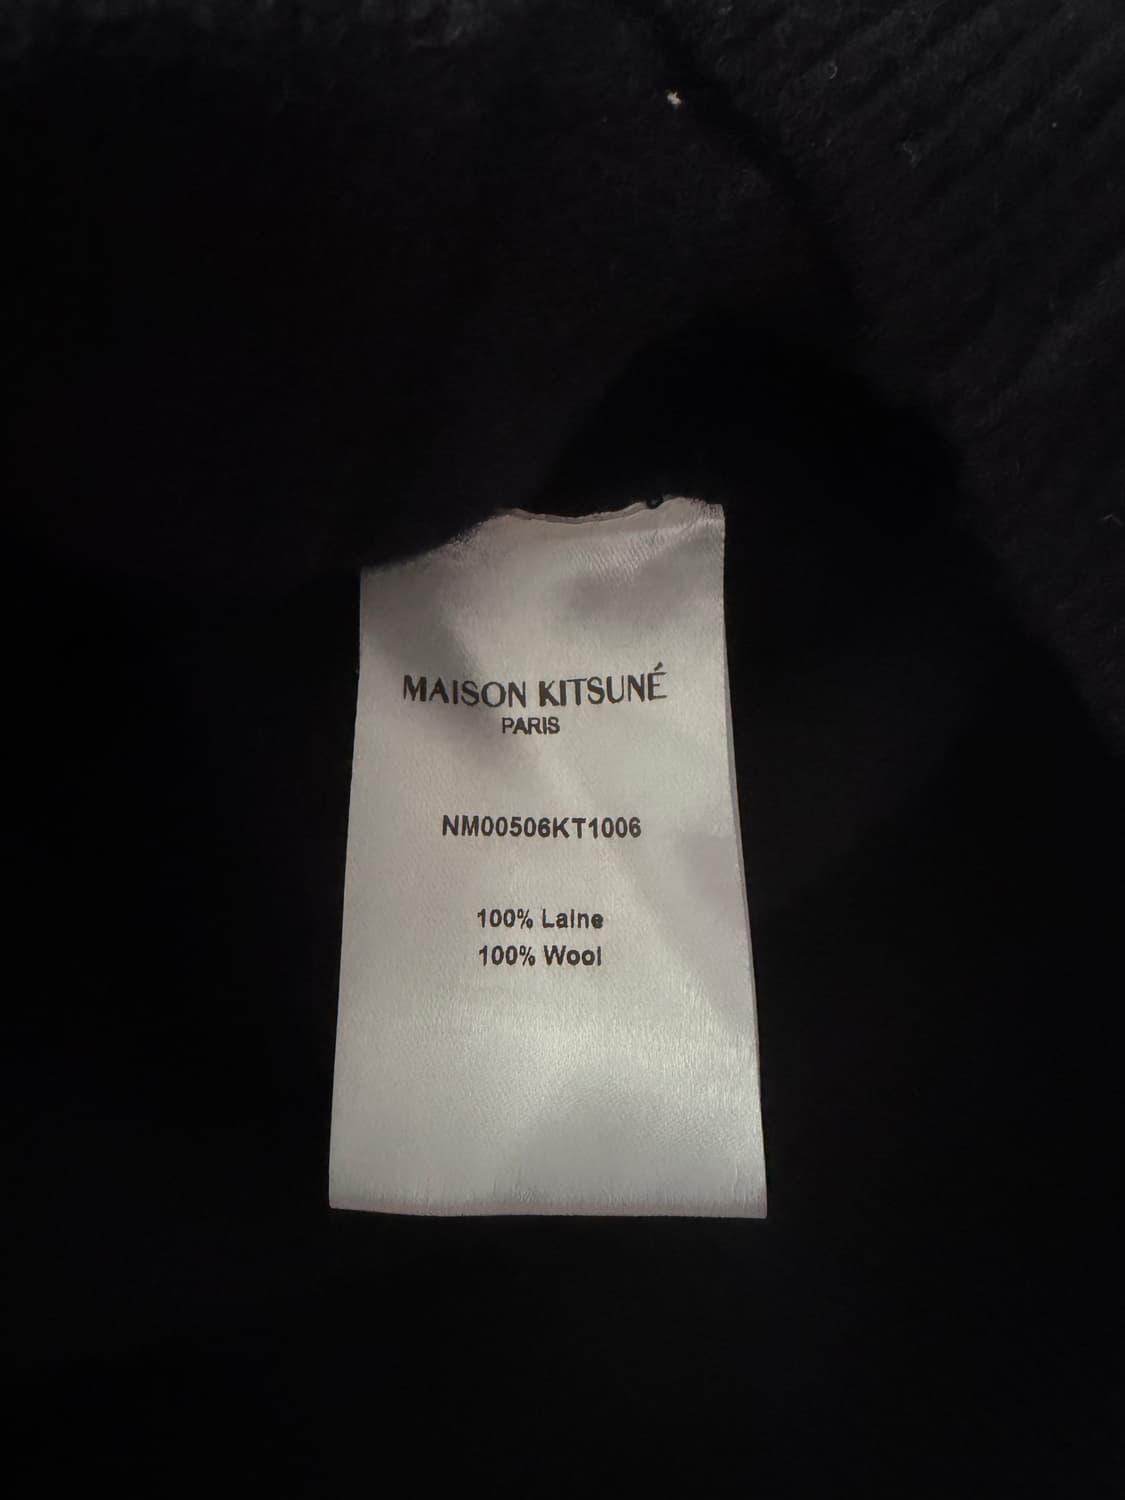 MAISON KITSUNÉ
PARIS
NM00506KT1006
100% Laine
100% Wool